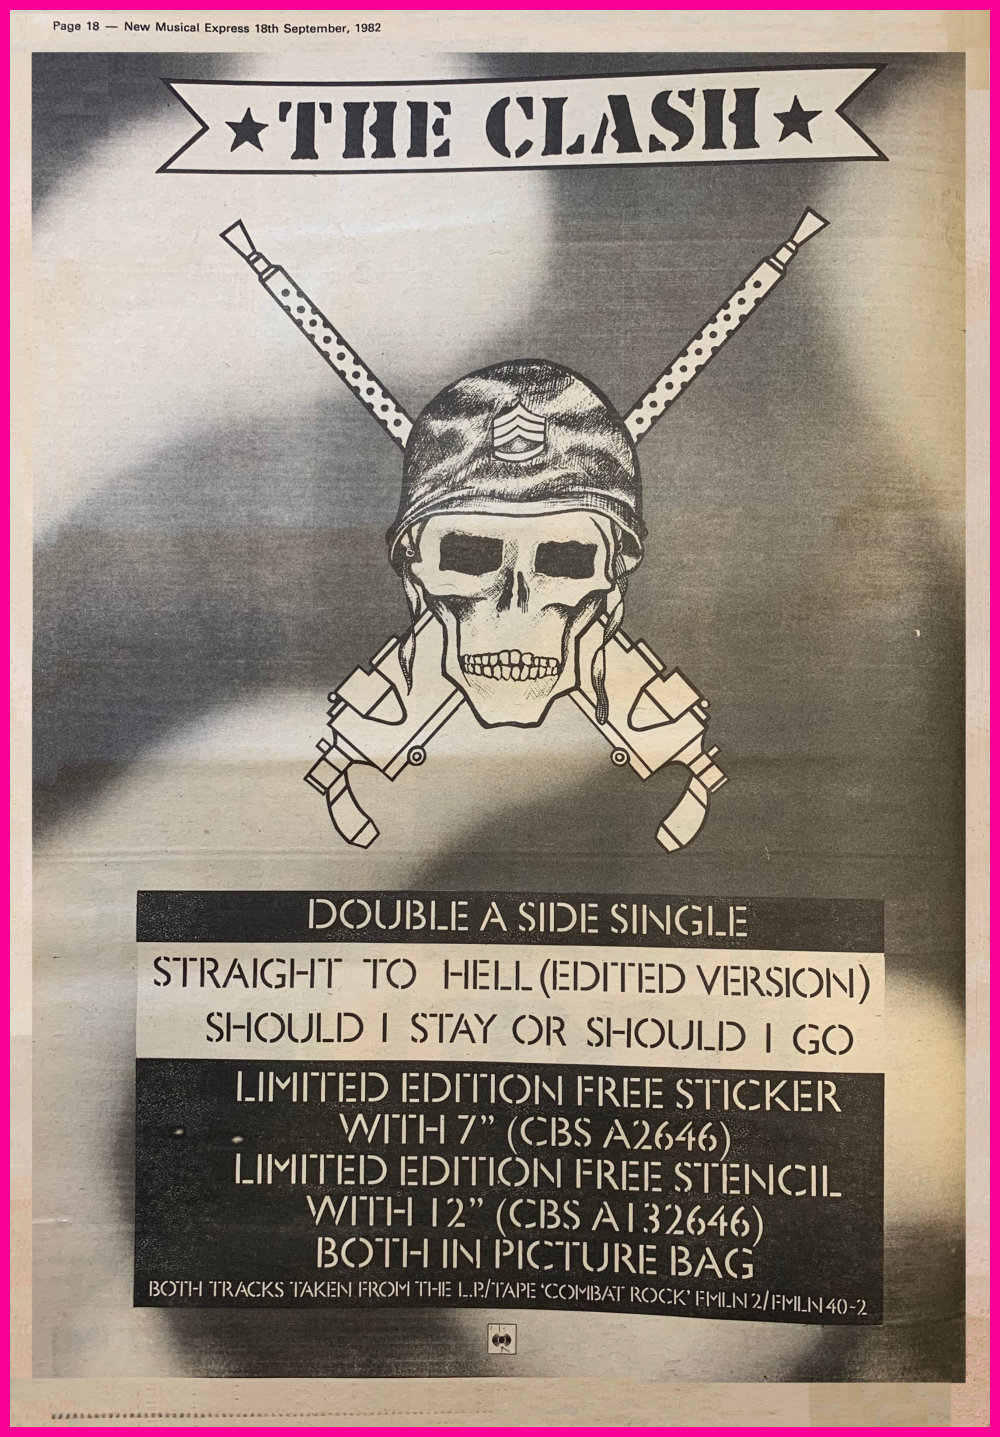 Page 18 — New Musical Express 18th September, 1982
★THE CLASH★
DOUBLE A SIDE SINGLE
STRAIGHT TO HELL (EDITED VERSION)
SHOULD I STAY OR SHOULD I GO
LIMITED EDITION FREE STICKER
WITH 7” (CBS A2646)
LIMITED EDITION FREE STENCIL
WITH 12” (CBS A132646)
BOTH IN PICTURE BAG
BOTH TRACKS TAKEN FROM THE L.P./TAPE ‘COMBAT ROCK’ FMLN 2/FMLN 40-2